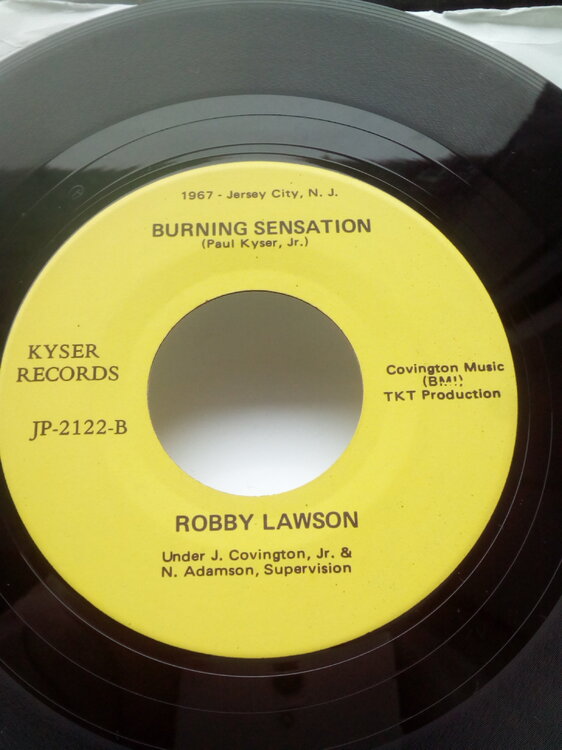 1967 - Jersey City, N. J.
BURNING SENSATION
(Paul Kyser, Jr.)
KYSER
RECORDS
JP-2122-B
Covington Music
(BMI)
TKT Production
ROBBY LAWSON
Under J. Covington, Jr. &
N. Adamson, Supervision